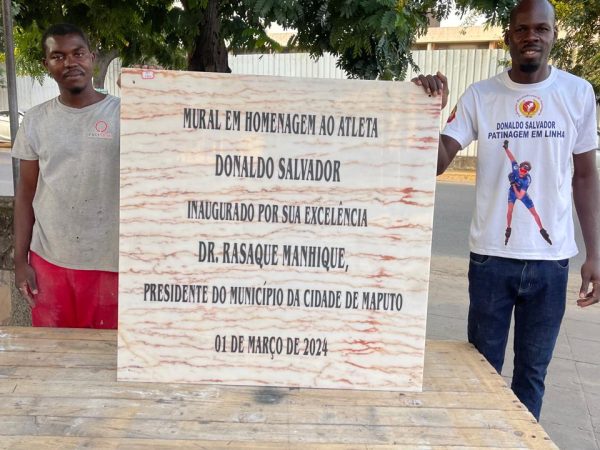 MURAL EM HOMENAGEM AO ATLETA
DONALDO SALVADOR
INAUGURADO POR SUA EXCELÊNCIA
DR. RASAQUE MANHIQUE,
PRESIDENTE DO MUNICÍPIO DA CIDADE DE MAPUTO
01 DE MARÇO DE 2024
DONALDO SALVADOR
PATINAGEM EM LINHA